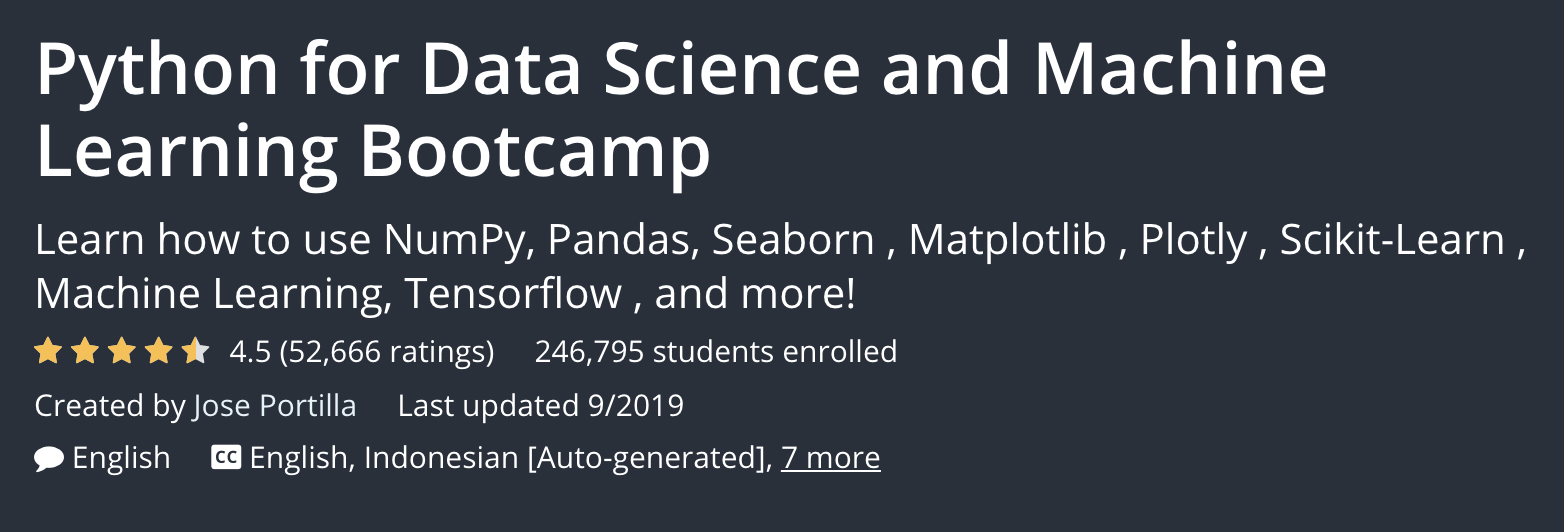 Python for Data Science and Machine
Learning Bootcamp
Learn how to use NumPy, Pandas, Seaborn , Matplotlib , Plotly , Scikit-Learn ,
Machine Learning, Tensorflow , and more!
4.5 (52,666 ratings) 246,795 students enrolled
Created by Jose Portilla Last updated 9/2019
English CC English, Indonesian [Auto-generated], 7 more